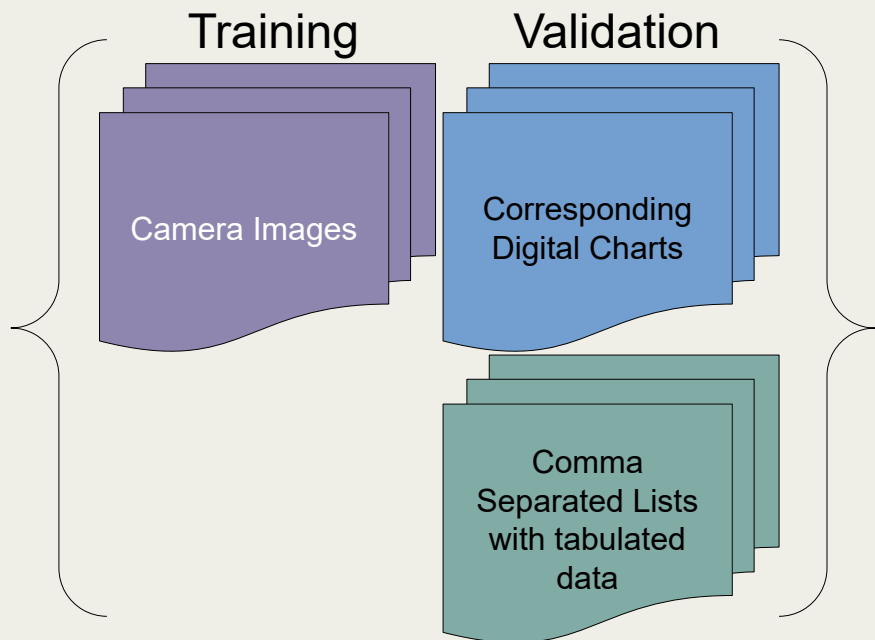 Training
Validation
Camera Images
Corresponding
Digital Charts
Comma
Separated Lists
with tabulated
data